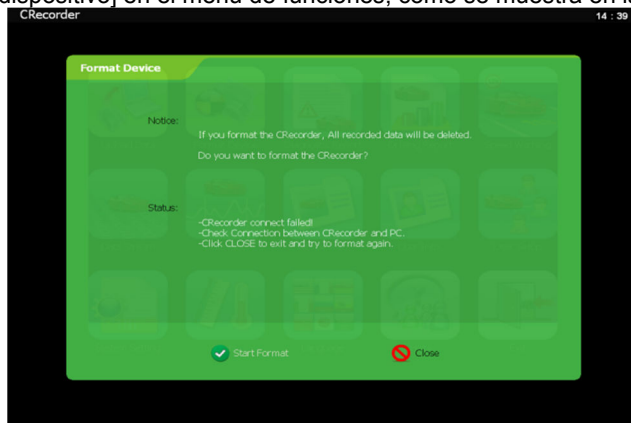 dispositivo] en el menú de funciones, como se muestra en la
CRecorder
14 : 39
Format Device
Notice:
If you format the CRecorder, All recorded data will be deleted.
Do you want to format the CRecorder?
Status:
-CRecorder connect failed!
-Check Connection between CRecorder and PC.
-Click CLOSE to exit and try to format again.
Start Format
Close